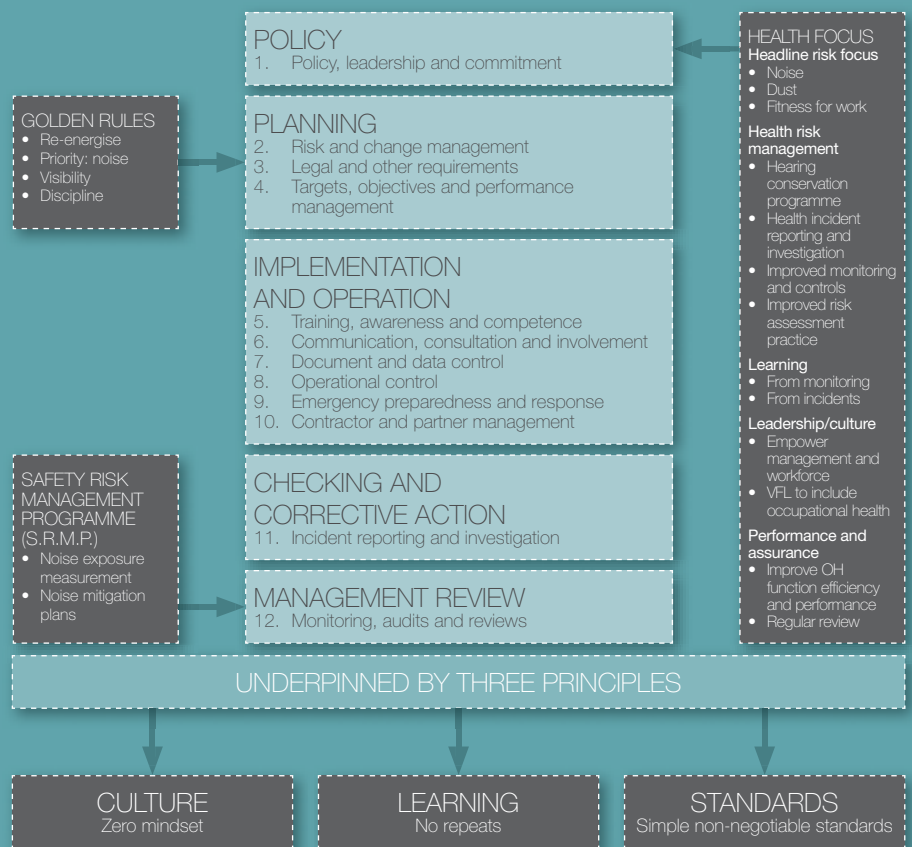 POLICY
1. Policy, leadership and commitment
GOLDEN RULES
• Re-energise
• Priority: noise
• Visibility
• Discipline
PLANNING
2. Risk and change management
3. Legal and other requirements
4. Targets, objectives and performance
management
IMPLEMENTATION
AND OPERATION
5. Training, awareness and competence
6. Communication, consultation and involvement
7. Document and data control
8. Operational control
9. Emergency preparedness and response
10. Contractor and partner management
SAFETY RISK
MANAGEMENT
PROGRAMME
(S.R.M.P.)
• Noise exposure
measurement
• Noise mitigation
plans
CHECKING AND
CORRECTIVE ACTION
11. Incident reporting and investigation
MANAGEMENT REVIEW
12. Monitoring, audits and reviews
HEALTH FOCUS
Headline risk focus
• Noise
• Dust
• Fitness for work
Health risk
management
• Hearing
conservation
programme
• Health incident
reporting and
investigation
• Improved monitoring
and controls
• Improved risk
assessment
practice
Learning
• From monitoring
• From incidents
Leadership/culture
• Empower
management and
workforce
• VFL to include
occupational health
Performance and
assurance
• Improve OH
function efficiency
and performance
• Regular review
UNDERPINNED BY THREE PRINCIPLES
CULTURE
Zero mindset
LEARNING
No repeats
STANDARDS
Simple non-negotiable standards